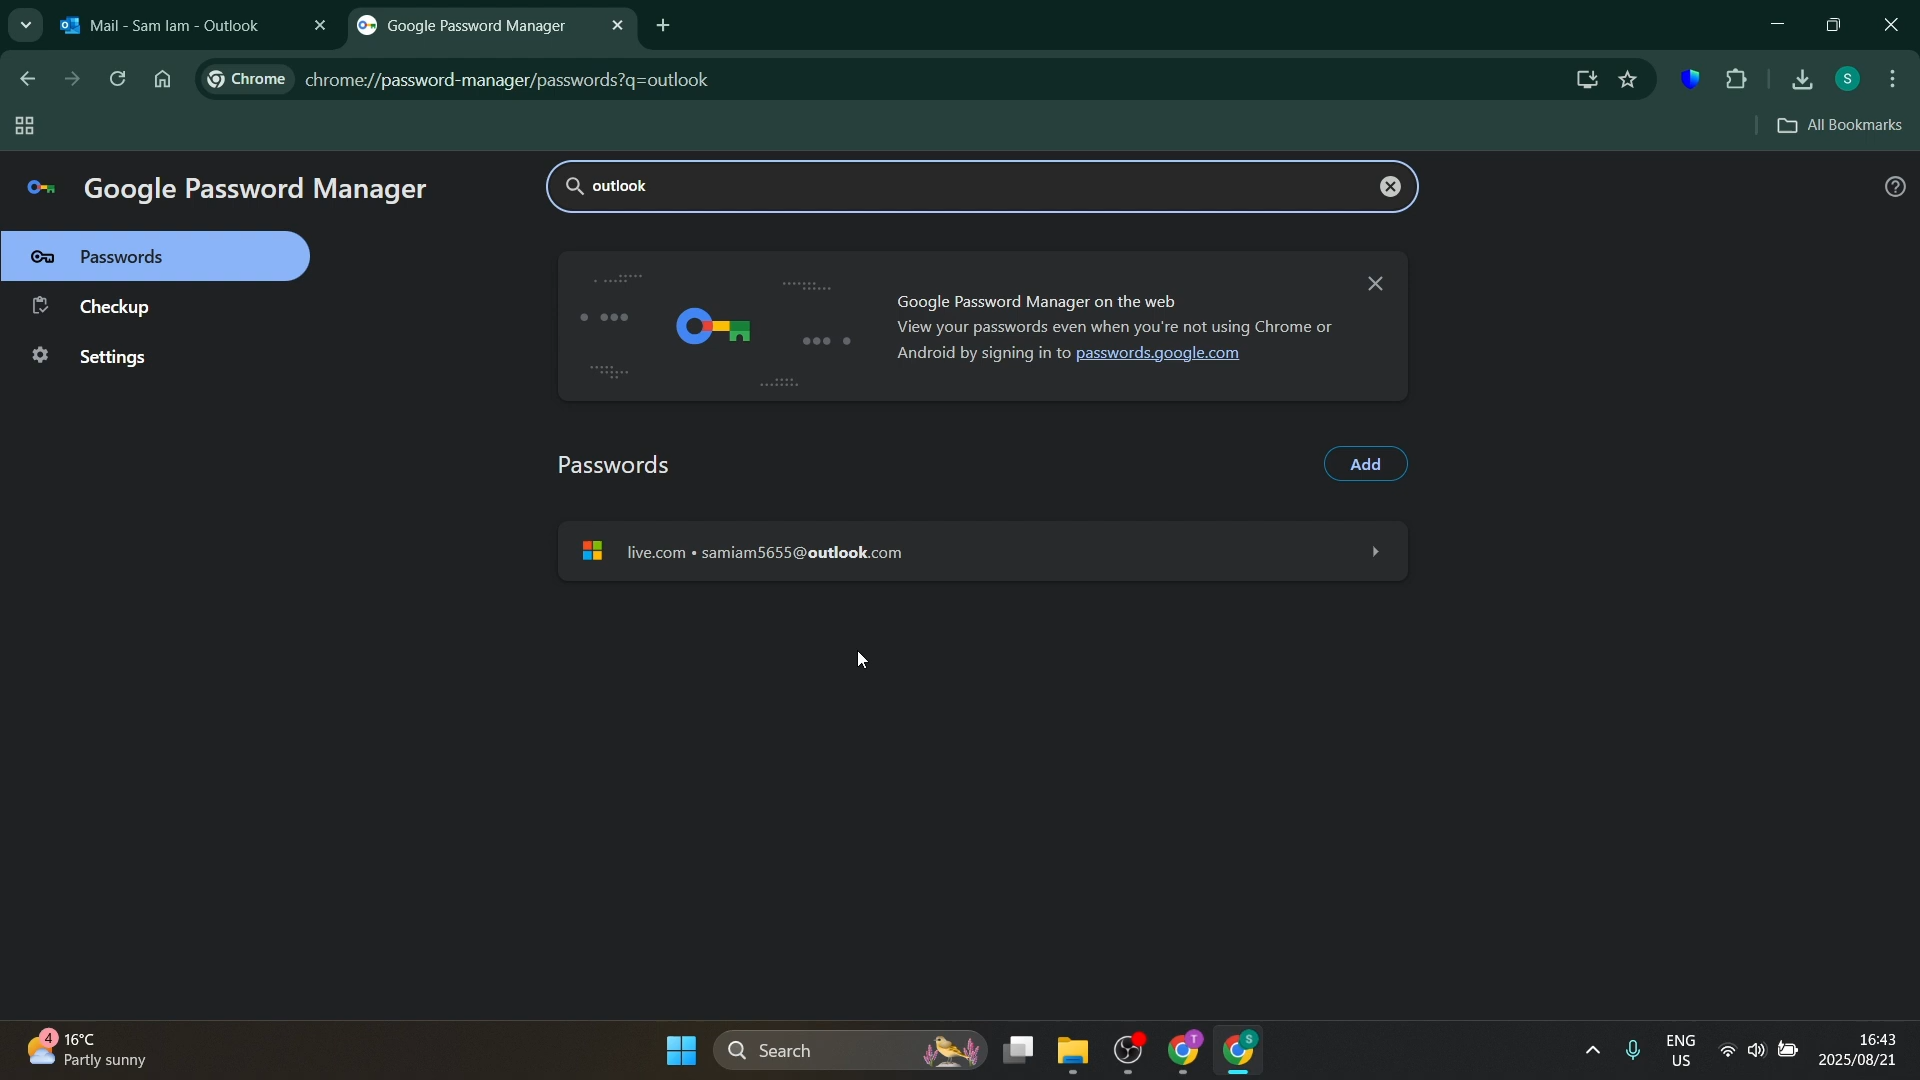 Mail - Sam Iam - Outlook
Google Password Manager
Chrome
chrome://password-manager/passwords?q=outlook
S
All Bookmarks
Google Password Manager
outlook
Passwords
Checkup
Settings
Google Password Manager on the web
View your passwords even when you're not using Chrome or
Android by signing in to passwords.google.com
Passwords
Add
live.com • samiam5655@outlook.com
4
16°C
Partly sunny
Search
T
S
ENG
US
16:43
2025/08/21